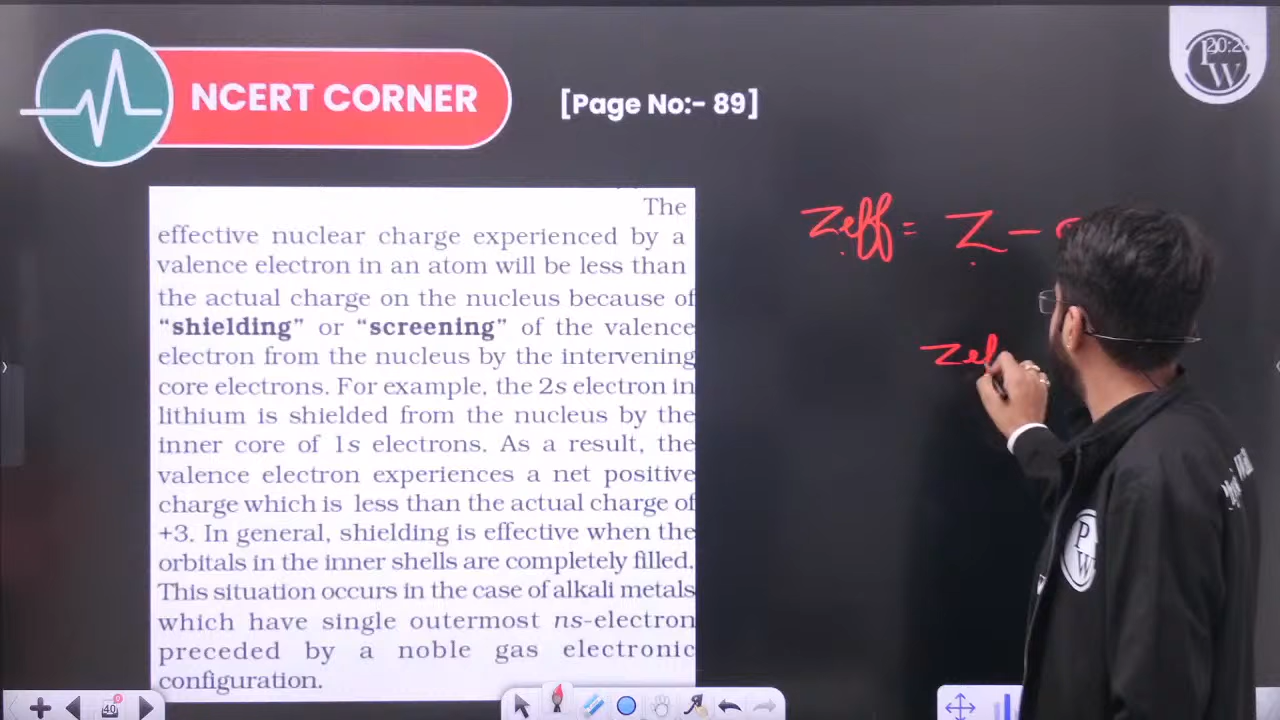 NCERT CORNER
[Page No:- 89]
20:2
PW
The
effective nuclear charge experienced by a
valence electron in an atom will be less than
the actual charge on the nucleus because of
“shielding” or “screening” of the valence
electron from the nucleus by the intervening
core electrons. For example, the 2s electron in
lithium is shielded from the nucleus by the
inner core of 1s electrons. As a result, the
valence electron experiences a net positive
charge which is less than the actual charge of
+3. In general, shielding is effective when the
orbitals in the inner shells are completely filled.
This situation occurs in the case of alkali metals
which have single outermost ns-electron
preceded by a noble gas electronic
configuration.
Zeff = Z -
Zef
PW
40